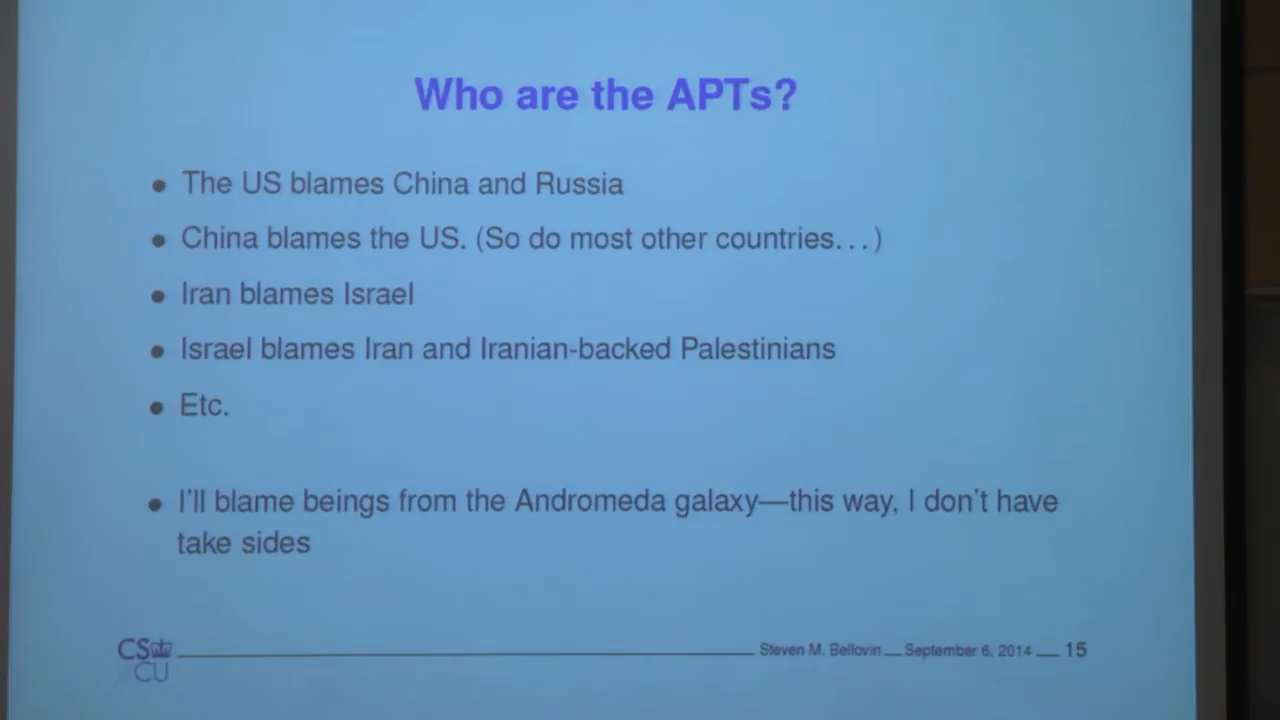 Who are the APTs?
• The US blames China and Russia
• China blames the US. (So do most other countries...)
• Iran blames Israel
• Israel blames Iran and Iranian-backed Palestinians
• Etc.
• I'll blame beings from the Andromeda galaxy—this way, I don't have
take sides
CS
CU
Steven M. Bellovin __ September 6, 2014 __ 15